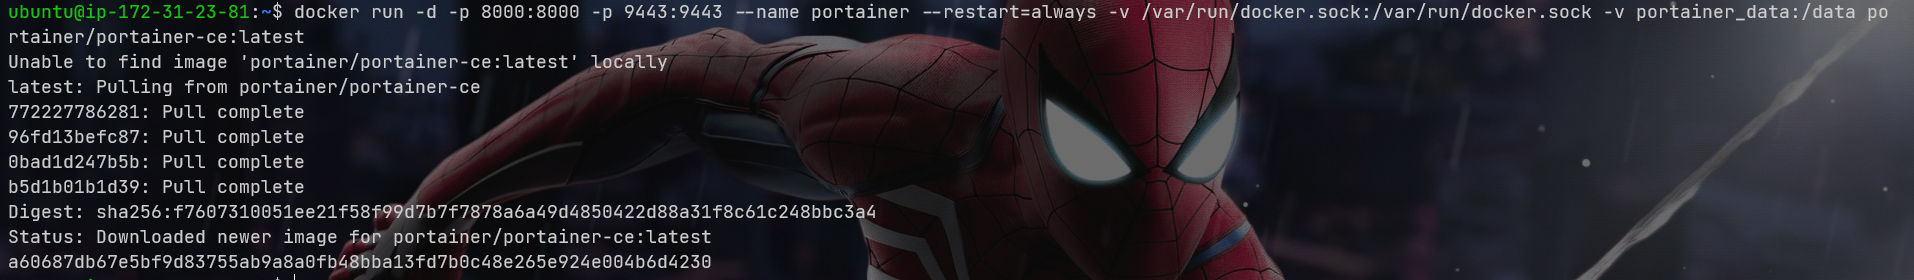 ubuntu@ip-172-31-23-81:~$ docker run -d -p 8000:8000 -p 9443:9443 --name portainer --restart=always -v /var/run/docker.sock:/var/run/docker.sock -v portainer_data:/data po
rtainer/portainer-ce:latest
Unable to find image 'portainer/portainer-ce:latest' locally
latest: Pulling from portainer/portainer-ce
772227786281: Pull complete
96fd13befc87: Pull complete
0bad1d247b5b: Pull complete
b5d1b01b1d39: Pull complete
Digest: sha256:f7607310051ee21f58f99d7b7f7878a6a49d4850422d88a31f8c61c248bbc3a4
Status: Downloaded newer image for portainer/portainer-ce:latest
a60687db67e5bf9d83755ab9a8a0fb48bba13fd7b0c48e265e924e004b6d4230